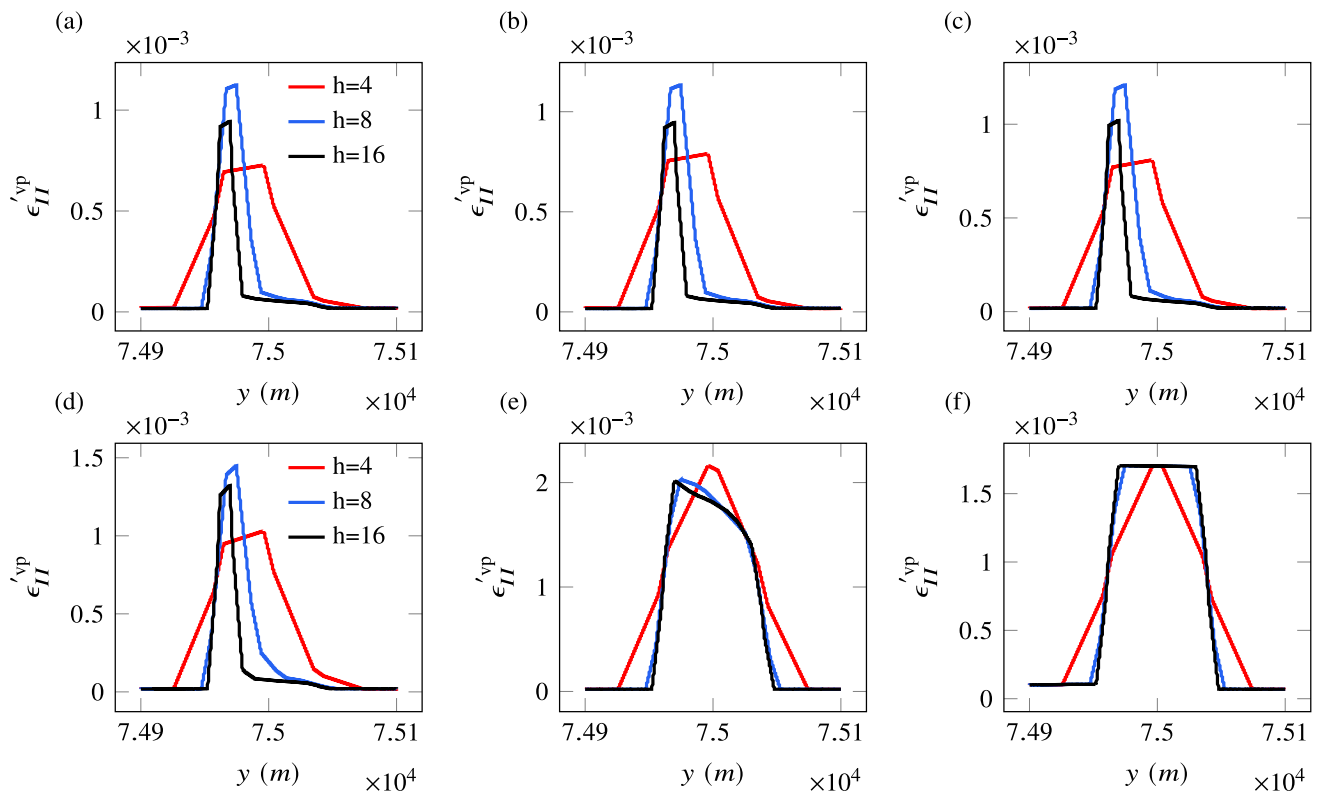 (a) (b) (c)
×10⁻³ ×10⁻³ ×10⁻³
1 h=4 1 1
h=8
h=16
0.5 0.5 0.5
0 0 0
ϵ′ᵛᵖ_II ϵ′ᵛᵖ_II ϵ′ᵛᵖ_II
7.49 7.5 7.51 7.49 7.5 7.51 7.49 7.5 7.51
y (m) ×10⁴ y (m) ×10⁴ y (m) ×10⁴
(d) (e) (f)
×10⁻³ ×10⁻³ ×10⁻³
1.5 h=4 2 1.5
h=8
1 h=16 1 1
0.5 0.5
0 0 0
ϵ′ᵛᵖ_II ϵ′ᵛᵖ_II ϵ′ᵛᵖ_II
7.49 7.5 7.51 7.49 7.5 7.51 7.49 7.5 7.51
y (m) ×10⁴ y (m) ×10⁴ y (m) ×10⁴